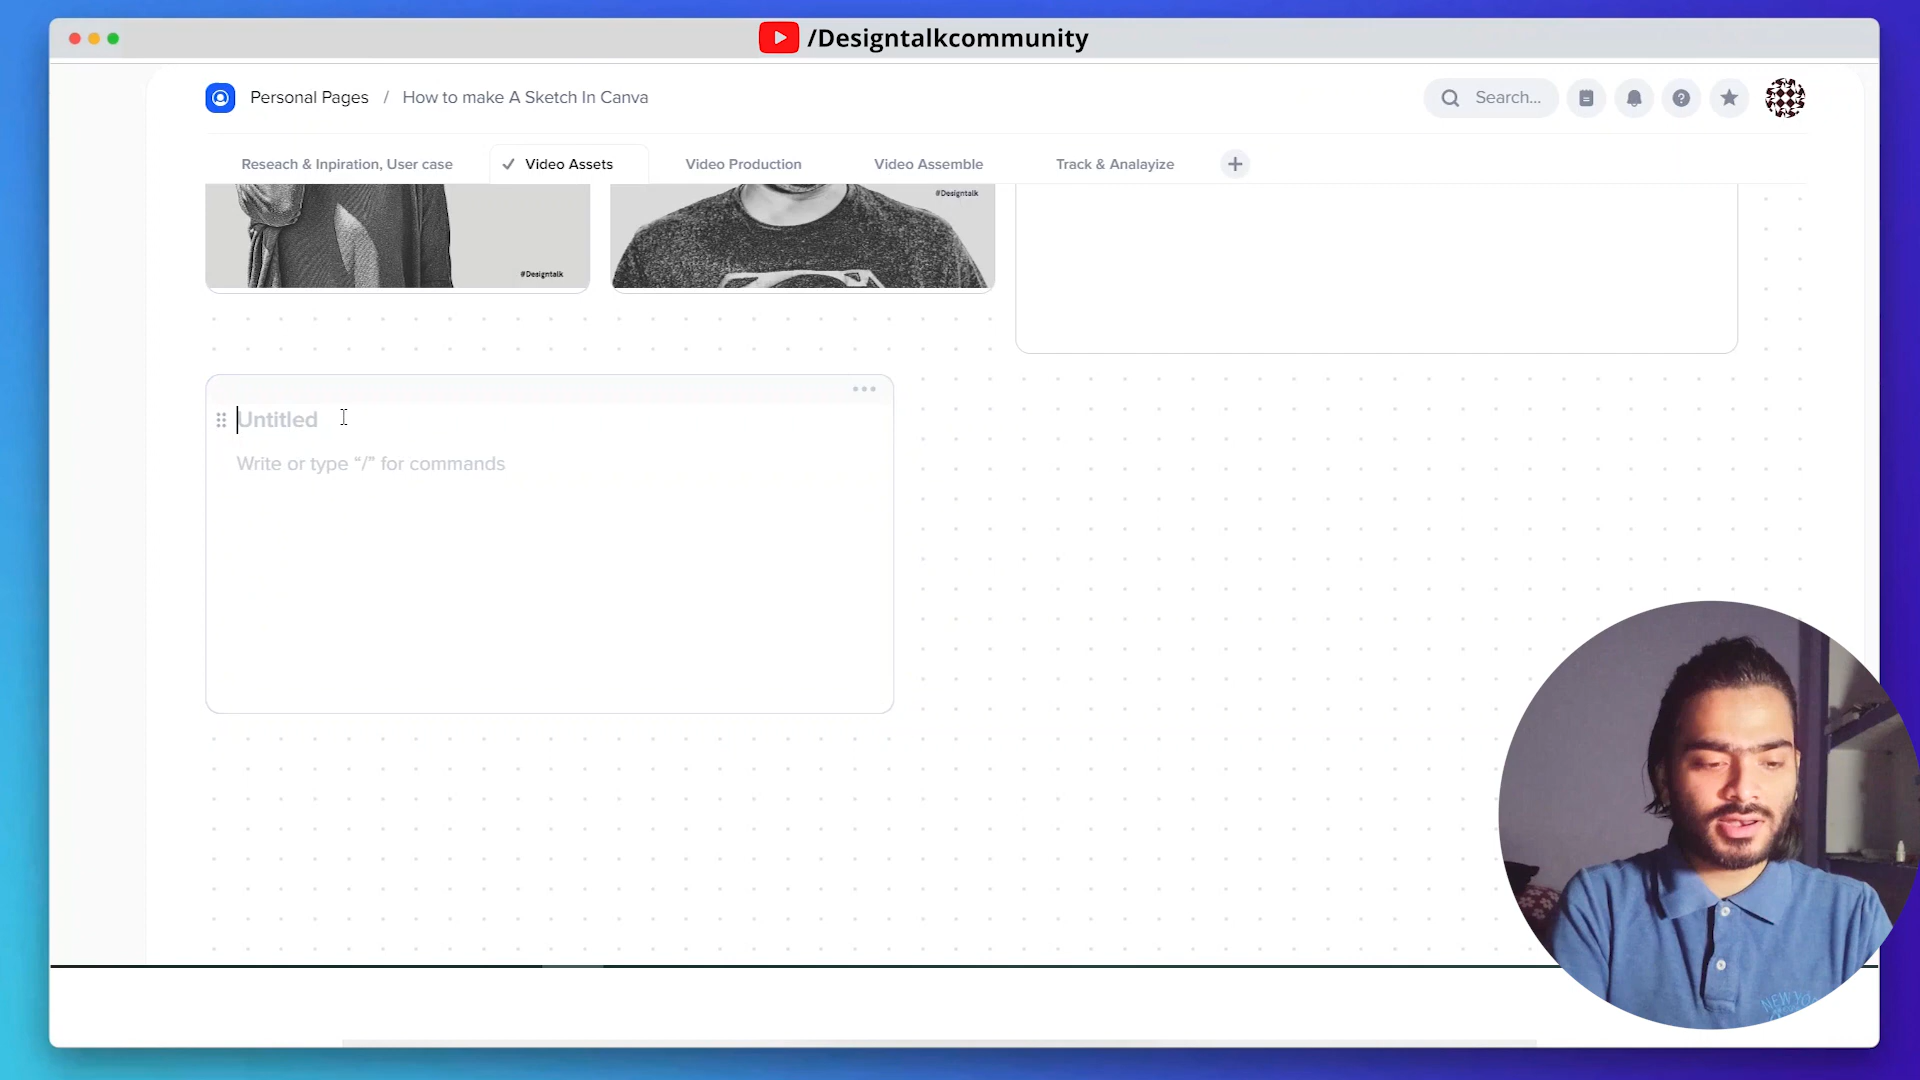 /Designtalkcommunity
Personal Pages / How to make A Sketch In Canva
Search...
Reseach & Inpiration, User case
Video Assets
Video Production
Video Assemble
Track & Analayize
#Designtalk
#Designtalk
Untitled
Write or type “/” for commands